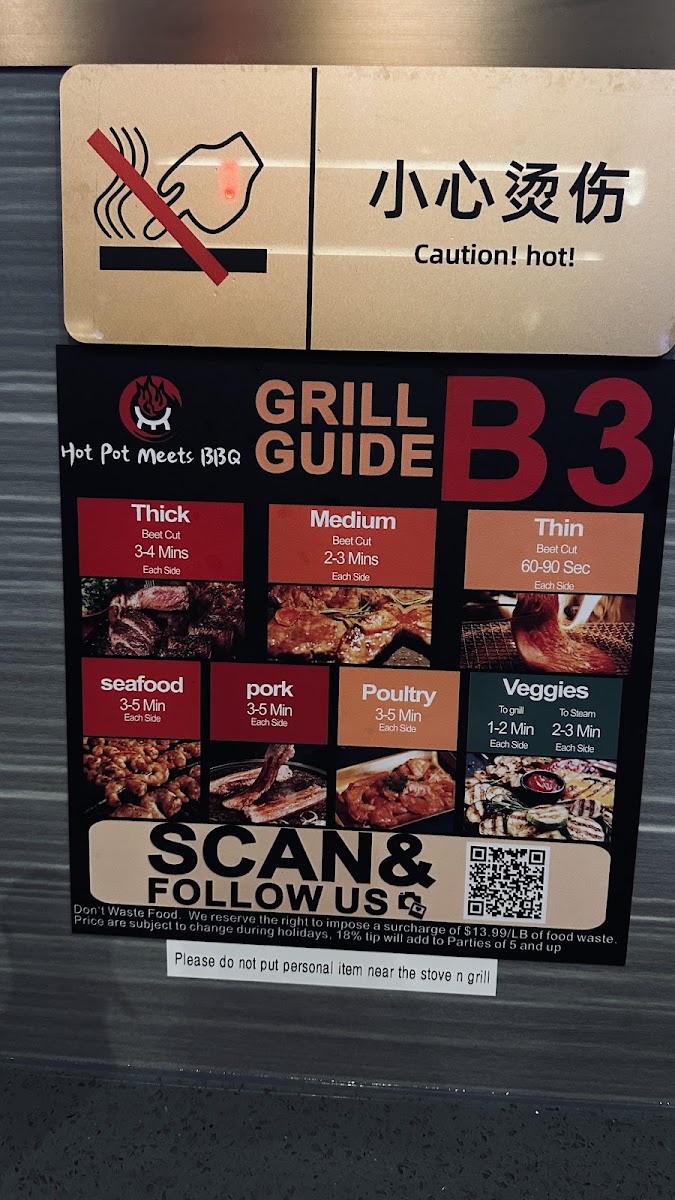 小心烫伤
Caution! hot!
Hot Pot Meets BBQ
GRILL
GUIDE
B3
Thick
Beet Cut
3-4 Mins
Each Side
Medium
Beet Cut
2-3 Mins
Each Side
Thin
Beet Cut
60-90 Sec
Each Side
seafood
3-5 Min
Each Side
pork
3-5 Min
Each Side
Poultry
3-5 Min
Each Side
Veggies
To grill
1-2 Min
Each Side
To Steam
2-3 Min
Each Side
SCAN&
FOLLOW US
Don't Waste Food. We reserve the right to impose a surcharge of $13.99/LB of food waste.
Price are subject to change during holidays, 18% tip will add to Parties of 5 and up
Please do not put personal item near the stove n grill